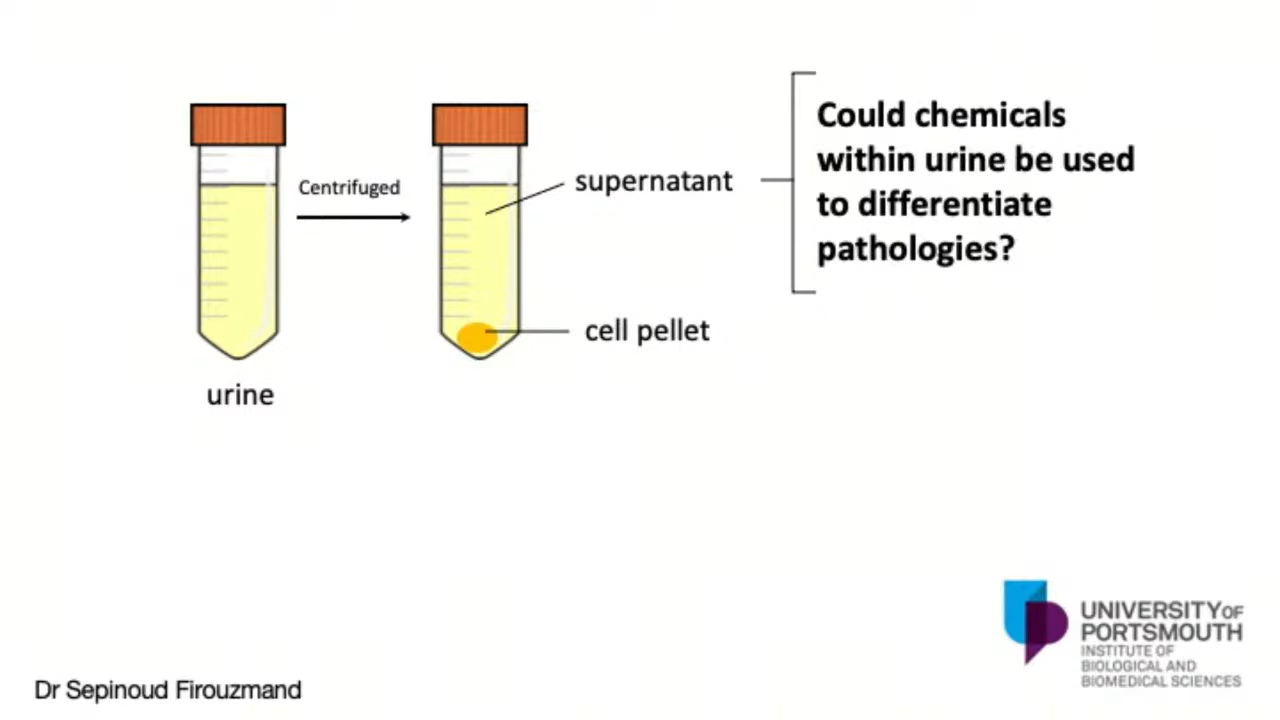 Centrifuged
supernatant
Could chemicals
within urine be used
to differentiate
pathologies?
cell pellet
urine
UNIVERSITY OF
PORTSMOUTH
INSTITUTE OF
BIOLOGICAL AND
BIOMEDICAL SCIENCES
Dr Sepinoud Firouzmand